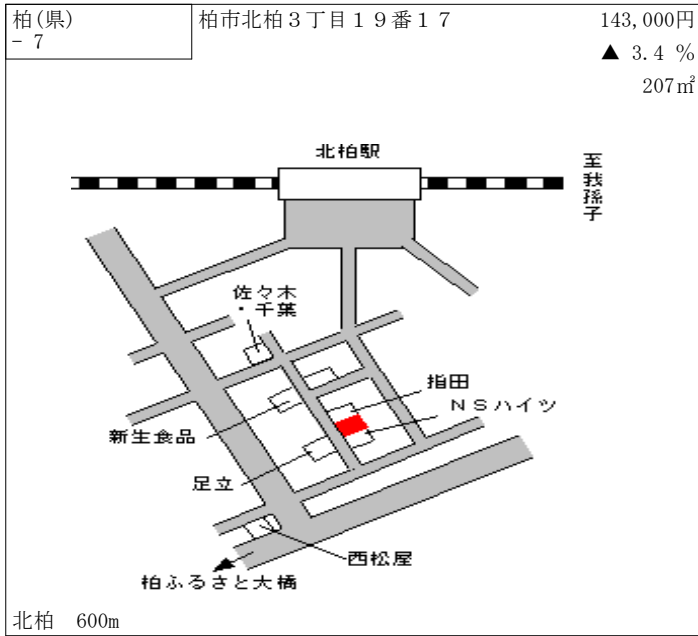 柏(県)
－ 7
柏市北柏３丁目１９番１７
143,000円
▲ 3.4 %
207㎡
北柏駅
至我孫子
佐々木
・千葉
指田
ＮＳハイツ
新生食品
足立
西松屋
柏ふるさと大橋
北柏　600m